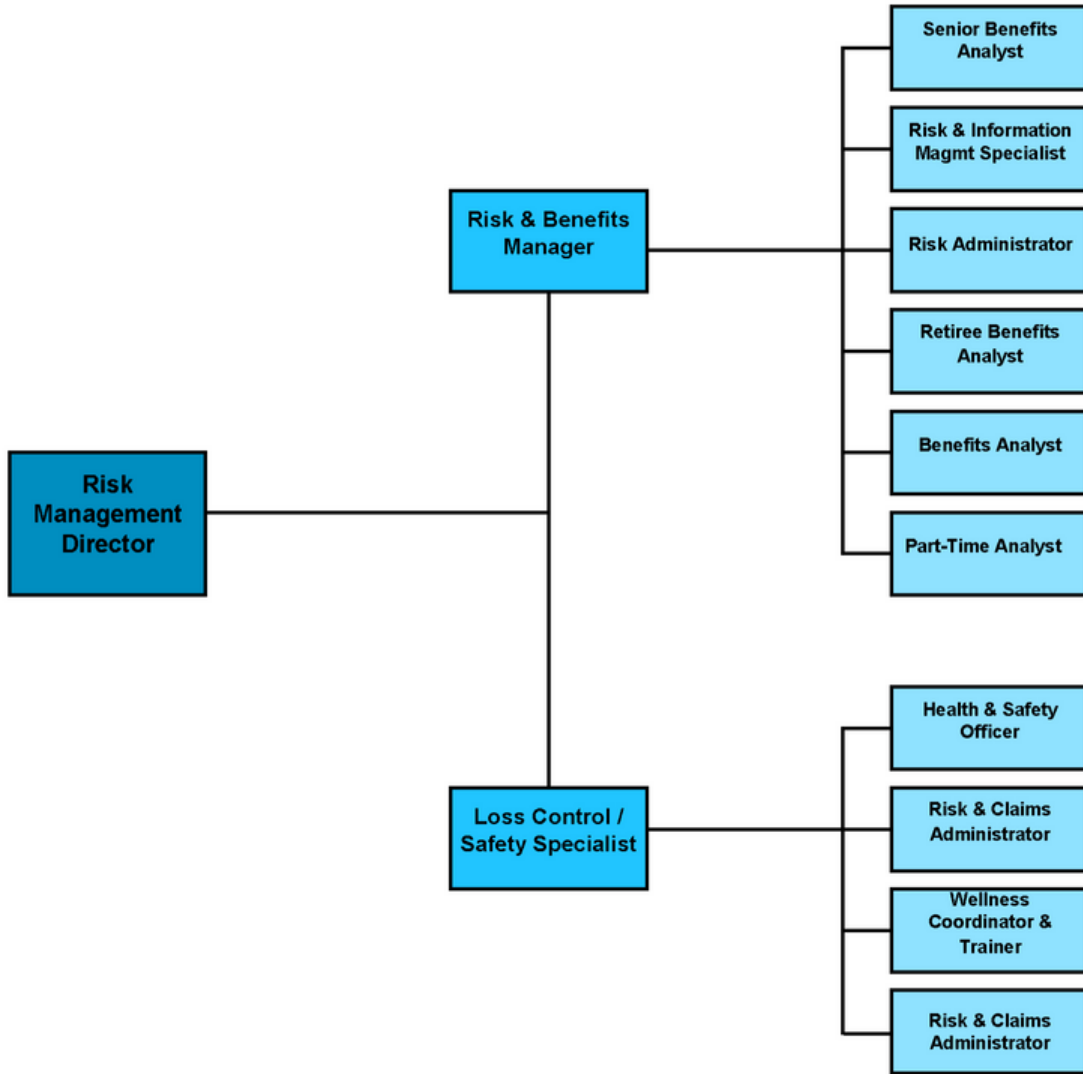 Senior Benefits
Analyst
Risk & Information
Magmt Specialist
Risk & Benefits
Manager
Risk Administrator
Retiree Benefits
Analyst
Benefits Analyst
Risk
Management
Director
Part-Time Analyst
Health & Safety
Officer
Loss Control /
Safety Specialist
Risk & Claims
Administrator
Wellness
Coordinator &
Trainer
Risk & Claims
Administrator